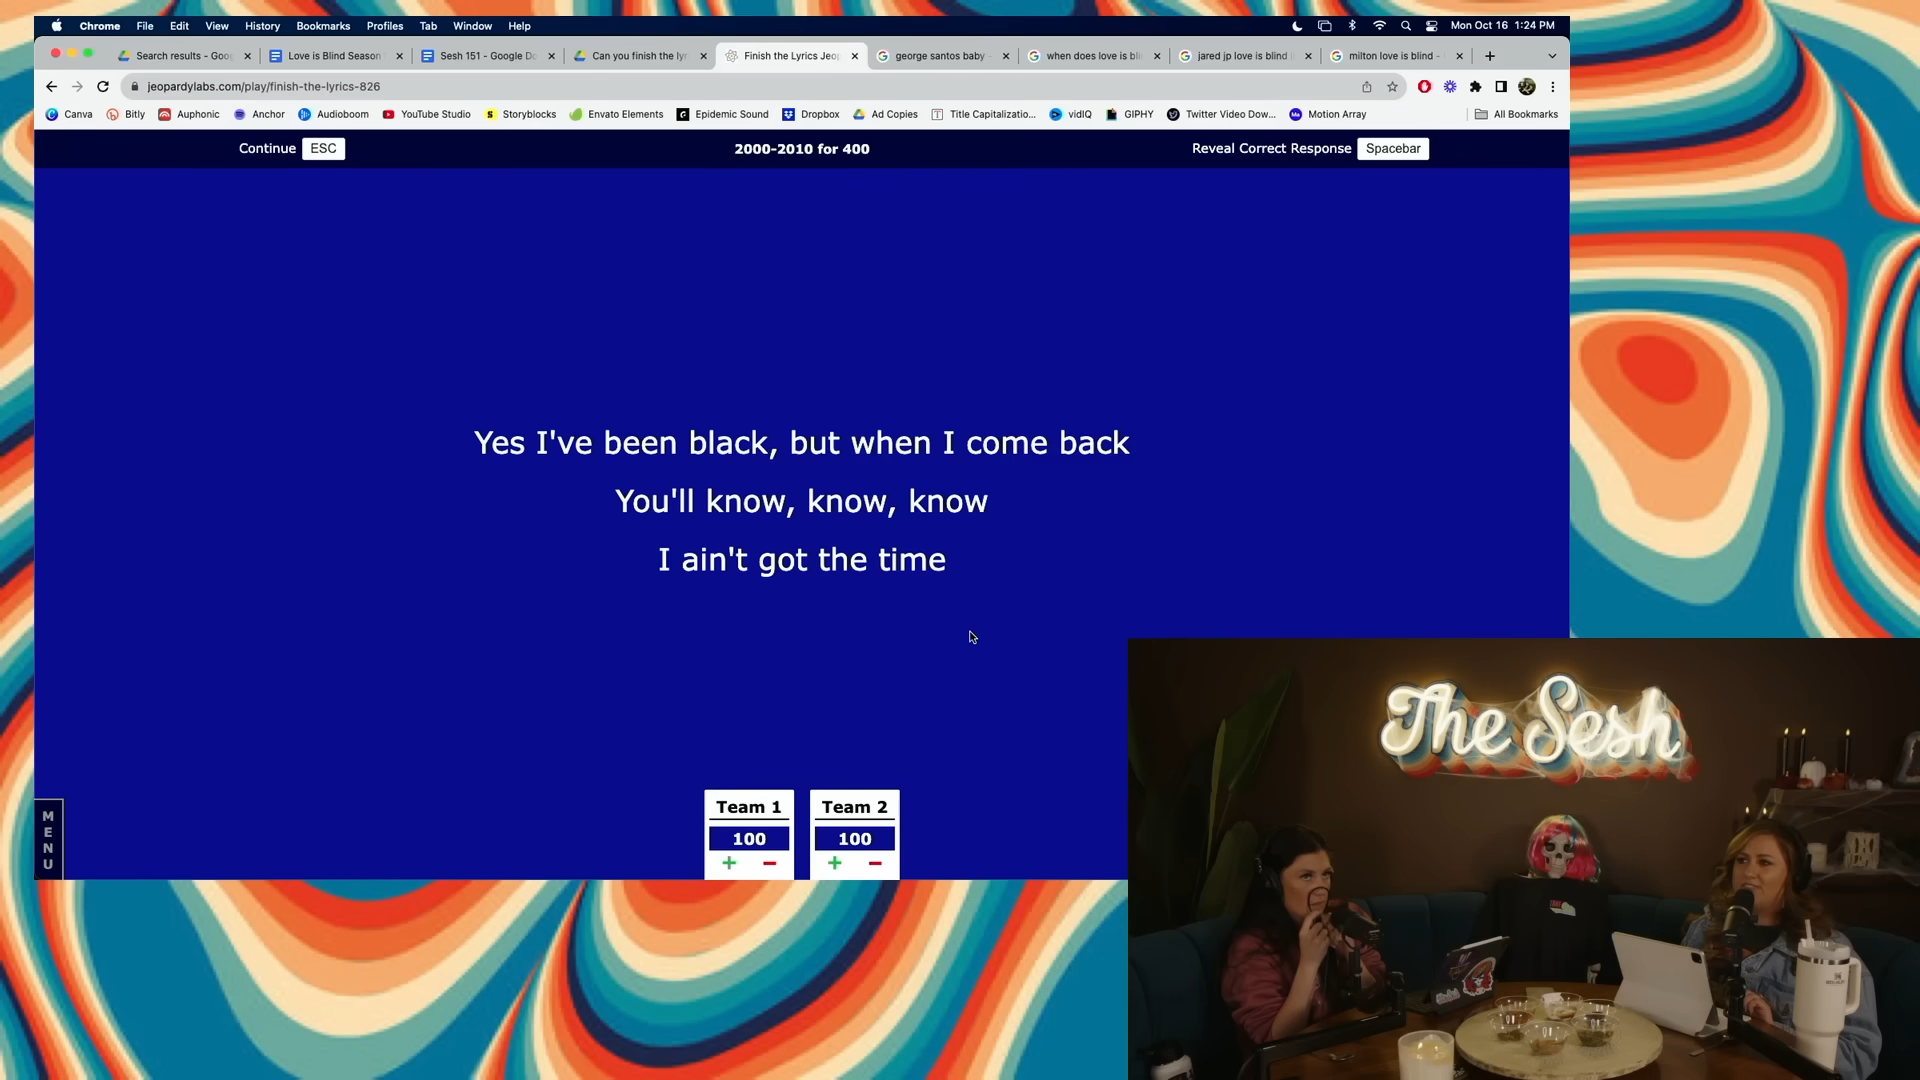 Chrome File Edit View History Bookmarks Profiles Tab Window Help Mon Oct 16 1:24 PM
Search results - Goog Love is Blind Season Sesh 151 - Google Do Can you finish the lyr Finish the Lyrics Jeop george santos baby - when does love is bli jared jp love is blind milton love is blind -
jeopardylabs.com/play/finish-the-lyrics-826
Canva Bitly Auphonic Anchor Audioboom YouTube Studio Storyblocks Envato Elements Epidemic Sound Dropbox Ad Copies Title Capitalizatio... vidIQ GIPHY Twitter Video Dow... Motion Array All Bookmarks
Continue ESC 2000-2010 for 400 Reveal Correct Response Spacebar
Yes I've been black, but when I come back
You'll know, know, know
I ain't got the time
MENU
Team 1 Team 2
100 100
+ - + -
The Sesh